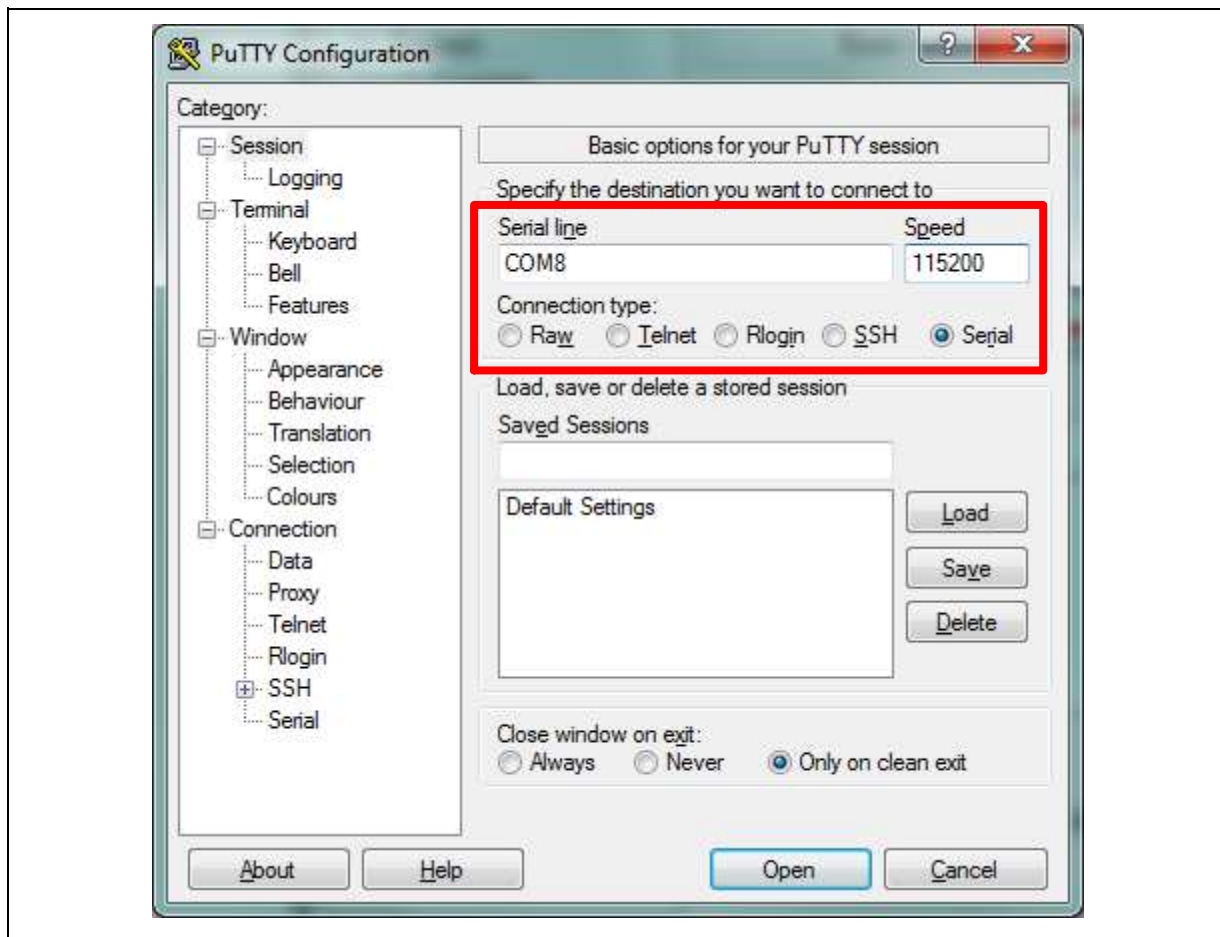 PuTTY Configuration
Category:
Session
Logging
Terminal
Keyboard
Bell
Features
Window
Appearance
Behaviour
Translation
Selection
Colours
Connection
Data
Proxy
Telnet
Rlogin
SSH
Serial
Basic options for your PuTTY session
Specify the destination you want to connect to
Serial line Speed
COM8 115200
Connection type:
Raw Telnet Rlogin SSH Serial
Load, save or delete a stored session
Saved Sessions
Default Settings
Load
Save
Delete
Close window on exit:
Always Never Only on clean exit
About Help Open Cancel